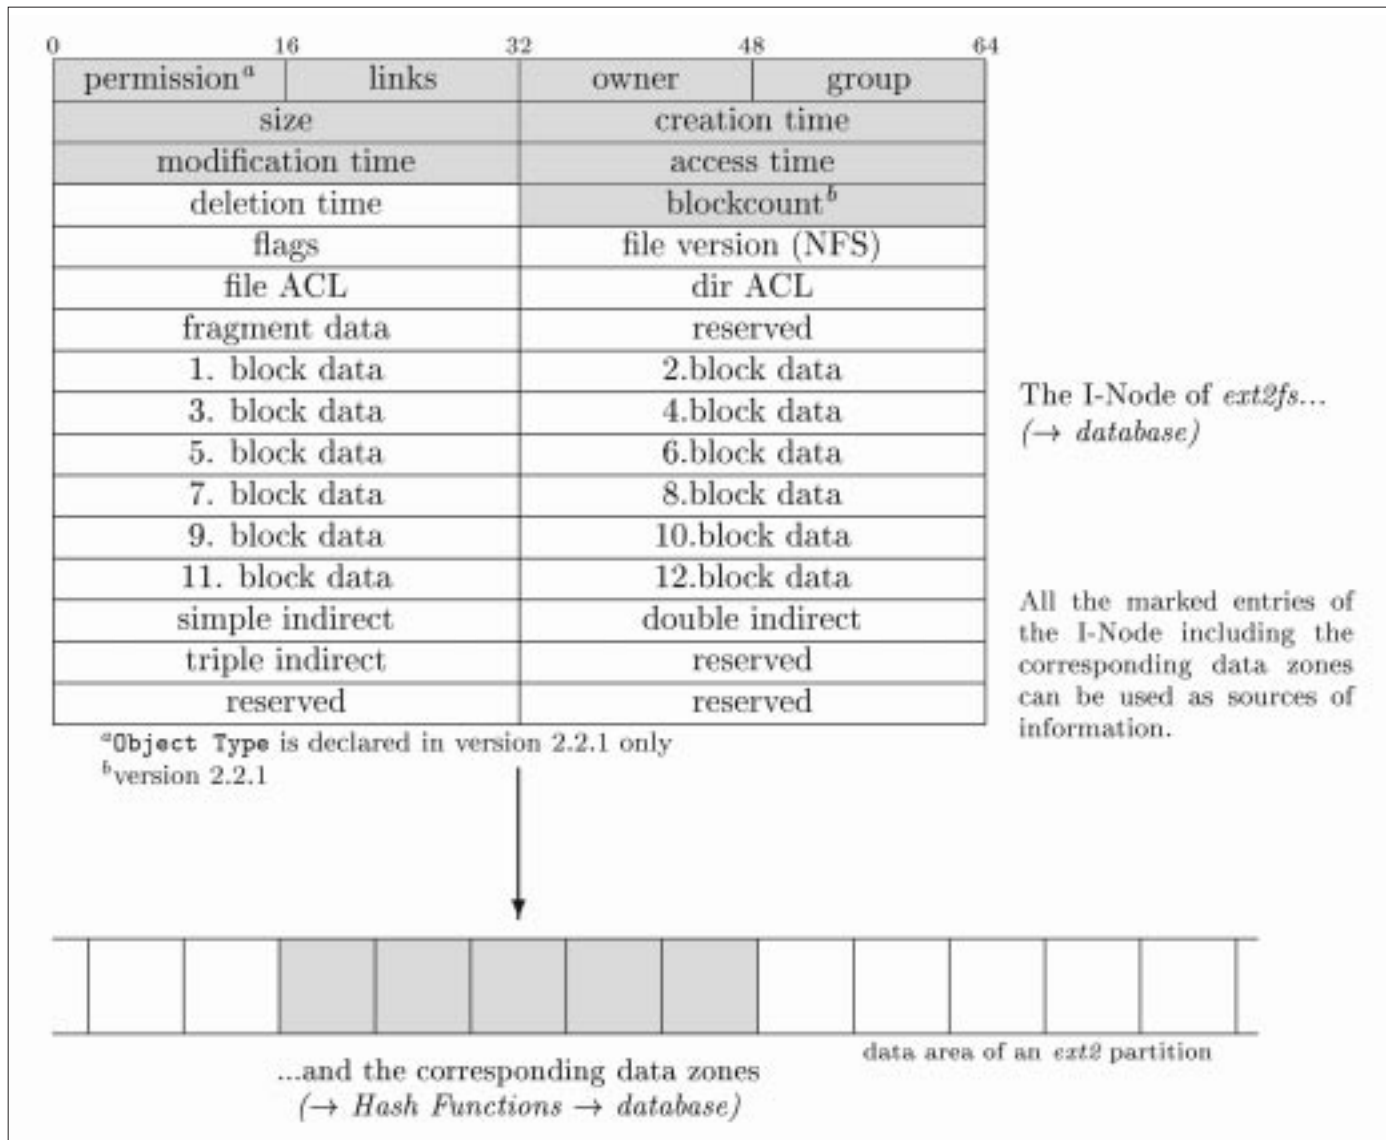 0 16 32 48 64
permissionᵃ links owner group
size creation time
modification time access time
deletion time blockcountᵇ
flags file version (NFS)
file ACL dir ACL
fragment data reserved
1. block data 2.block data
3. block data 4.block data
5. block data 6.block data
7. block data 8.block data
9. block data 10.block data
11. block data 12.block data
simple indirect double indirect
triple indirect reserved
reserved reserved
ᵃObject Type is declared in version 2.2.1 only
ᵇversion 2.2.1
The I-Node of ext2fs...
(→ database)
All the marked entries of
the I-Node including the
corresponding data zones
can be used as sources of
information.
data area of an ext2 partition
...and the corresponding data zones
(→ Hash Functions → database)